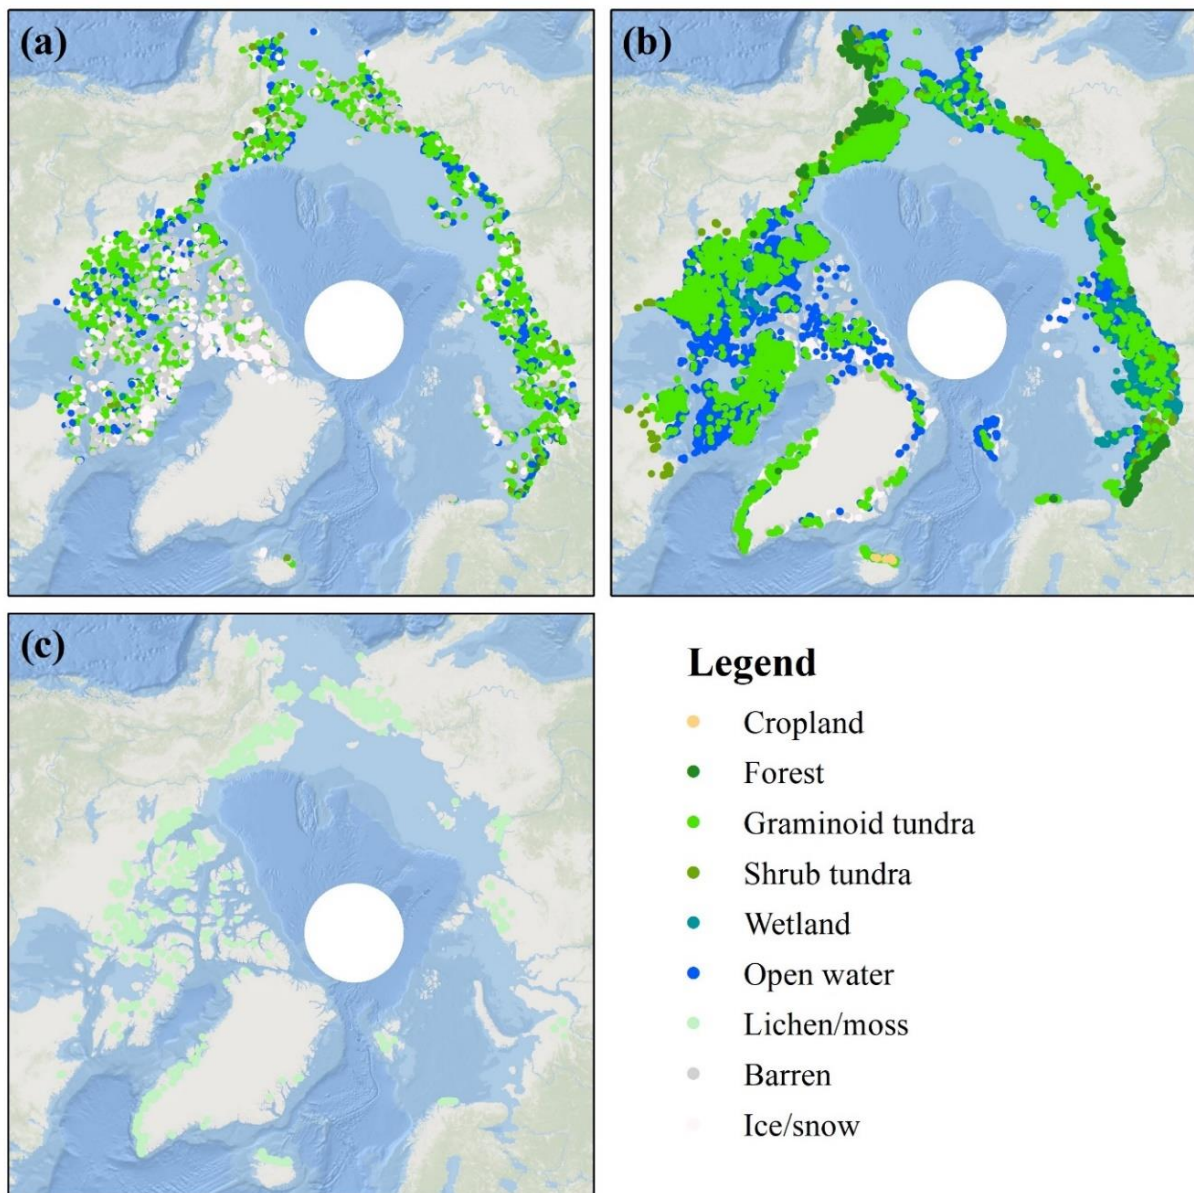 (a)
(b)
(c)
Legend
Cropland
Forest
Graminoid tundra
Shrub tundra
Wetland
Open water
Lichen/moss
Barren
Ice/snow